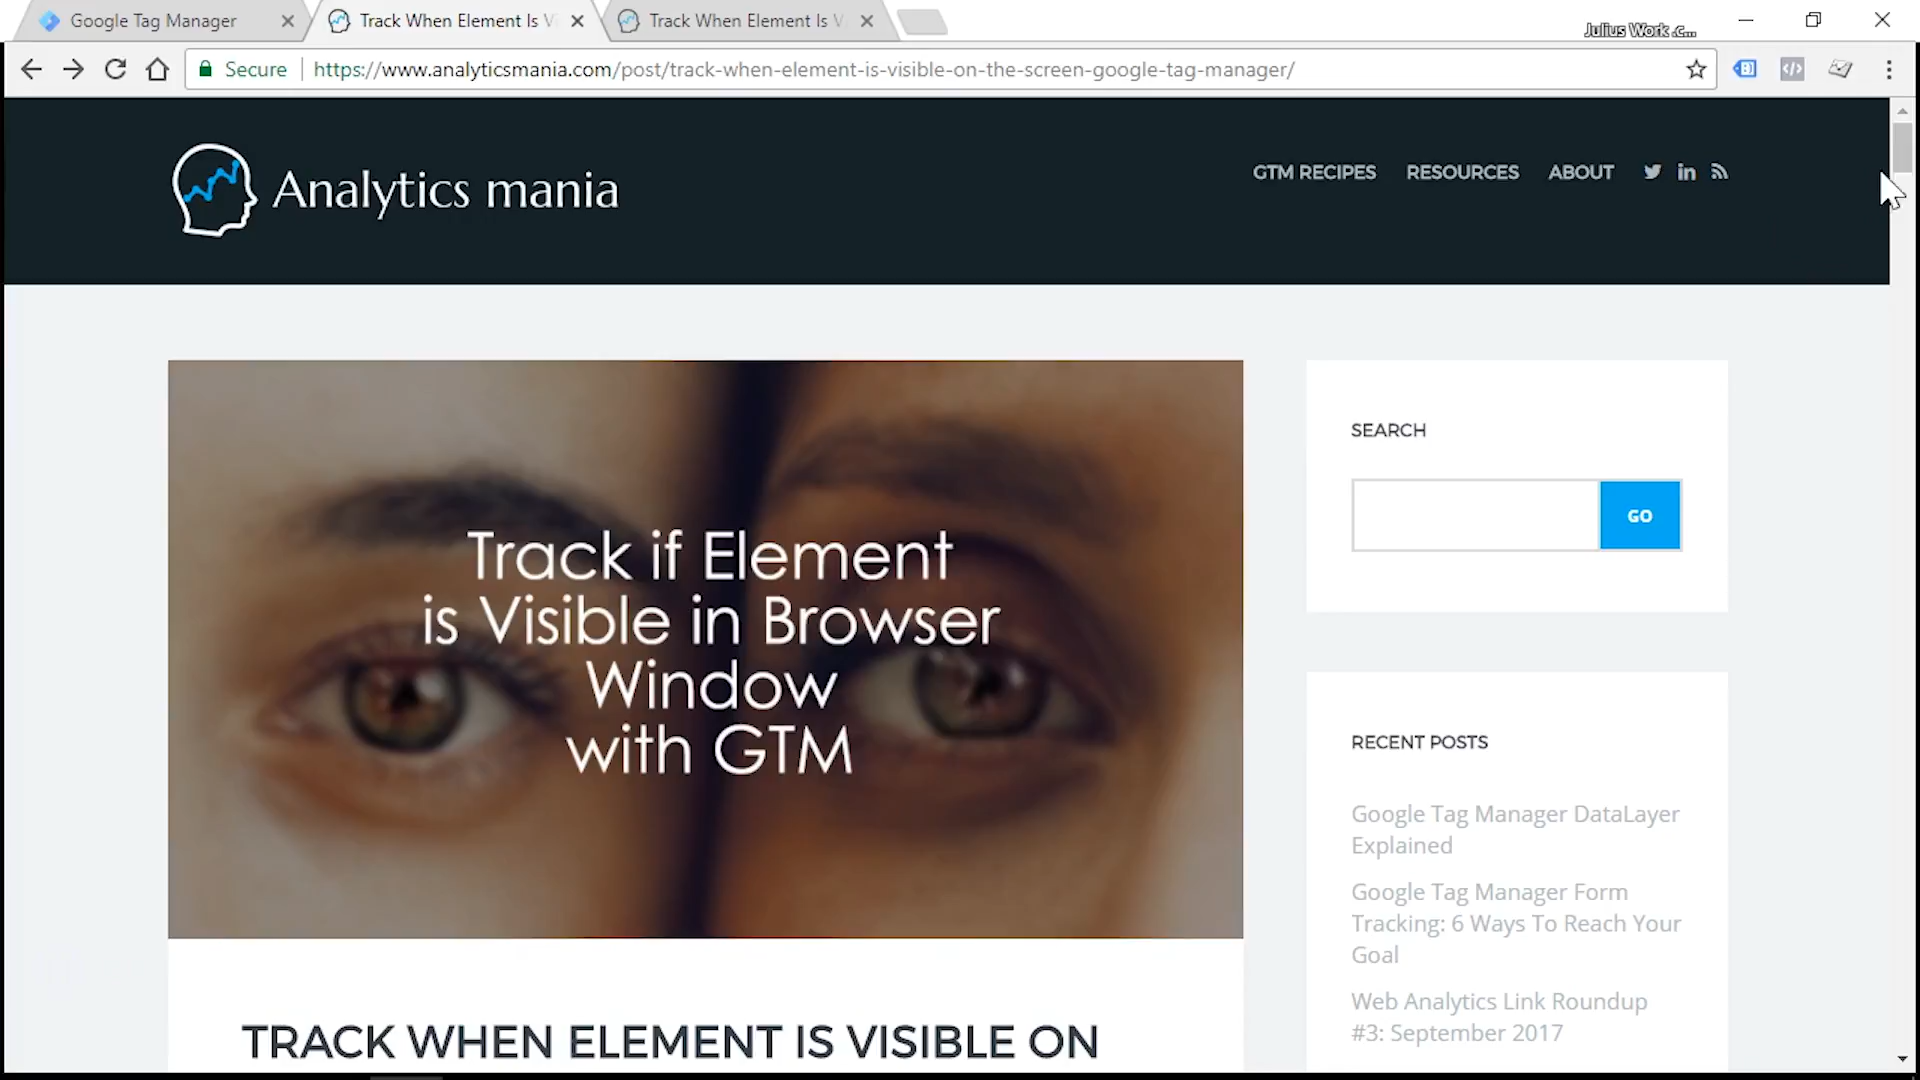 Google Tag Manager
Track When Element Is Vi
Track When Element Is V
Julius Work .c...
Secure
https://www.analyticsmania.com/post/track-when-element-is-visible-on-the-screen-google-tag-manager/
Analytics mania
GTM RECIPES
RESOURCES
ABOUT
Track if Element
is Visible in Browser
Window
with GTM
TRACK WHEN ELEMENT IS VISIBLE ON
SEARCH
GO
RECENT POSTS
Google Tag Manager DataLayer
Explained
Google Tag Manager Form
Tracking: 6 Ways To Reach Your
Goal
Web Analytics Link Roundup
#3: September 2017